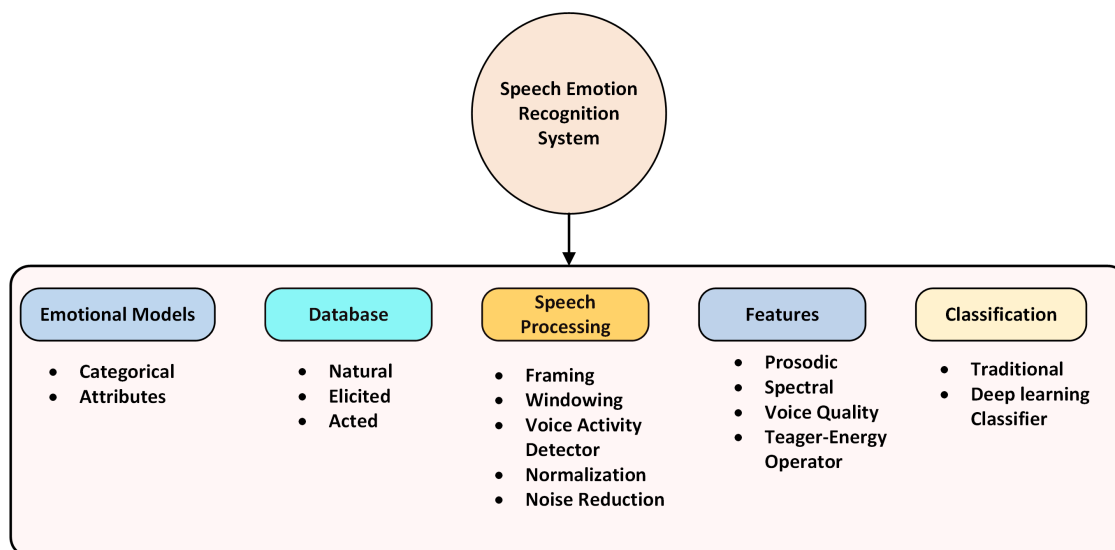 Speech Emotion
Recognition
System
Emotional Models
• Categorical
• Attributes
Database
• Natural
• Elicited
• Acted
Speech
Processing
• Framing
• Windowing
• Voice Activity
Detector
• Normalization
• Noise Reduction
Features
• Prosodic
• Spectral
• Voice Quality
• Teager-Energy
Operator
Classification
• Traditional
• Deep learning
Classifier